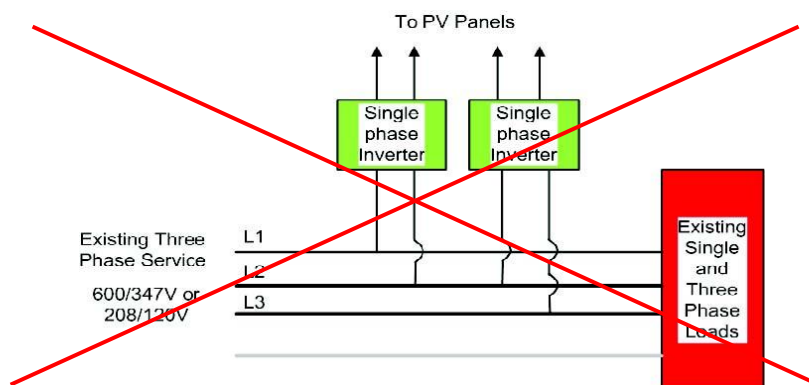 To PV Panels
Single
phase
Inverter
Single
phase
Inverter
Existing Three
Phase Service
600/347V or
208/120V
L1
L2
L3
Existing
Single
and
Three
Phase
Loads